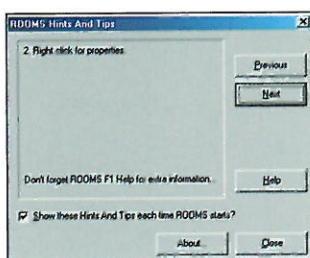 ROOMS Hints And Tips
2. Right click for properties.
Previous
Next
Don't forget ROOMS F1 Help for extra information...
Help
Show these Hints And Tips each time ROOMS starts?
About...
Close